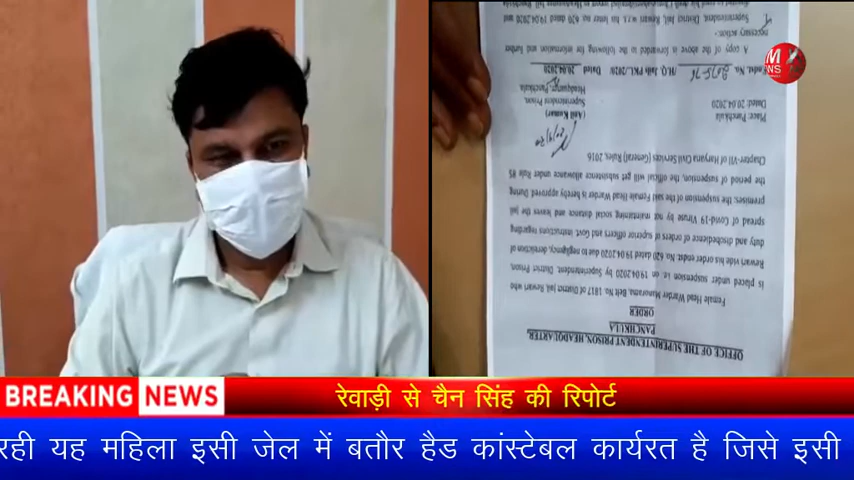 M
NEWS
OFFICE OF THE SUPERINTENDENT PRISON, HEADQUARTER
PANCHKULA
ORDER
Female Head Warder Manorama, Belt No. 1817 of District Jail Rewari who
is placed under suspension i.e. on 19.04.2020 by Superintendent, District Prison,
Rewari vide his order endst. No 620 dated 19.04.2020 due to negligency, dereliction of
duty and disobedience of orders of superior officers and Govt instructions regarding
spread of Covid-19 Viruse by not maintaining social distance and leaves the jail
premises, the suspension of the said Female Head Warder is hereby approved During
the period of suspension, the official will get subsistence allowance under Rule 85
Chapter-VII of Haryana Civil Services (General) Rules, 2016
Place: Panchkula
Dated: 20.04.2020
(Anil Kumar)
Superintendent Prison,
Headquarter, Panchkula
Endst. No. /H.Q. Jails PKL/2020 Dated 20.04.2020
A copy of the above is forwarded to the following for information and further
necessary action:-
Superintendent, District Jail, Rewari w.r.t. his letter no 620 19.04.2020 and
BREAKING NEWS
रेवाड़ी से चैन सिंह की रिपोर्ट
रही यह महिला इसी जेल में बतौर हैड कांस्टेबल कार्यरत है जिसे इसी